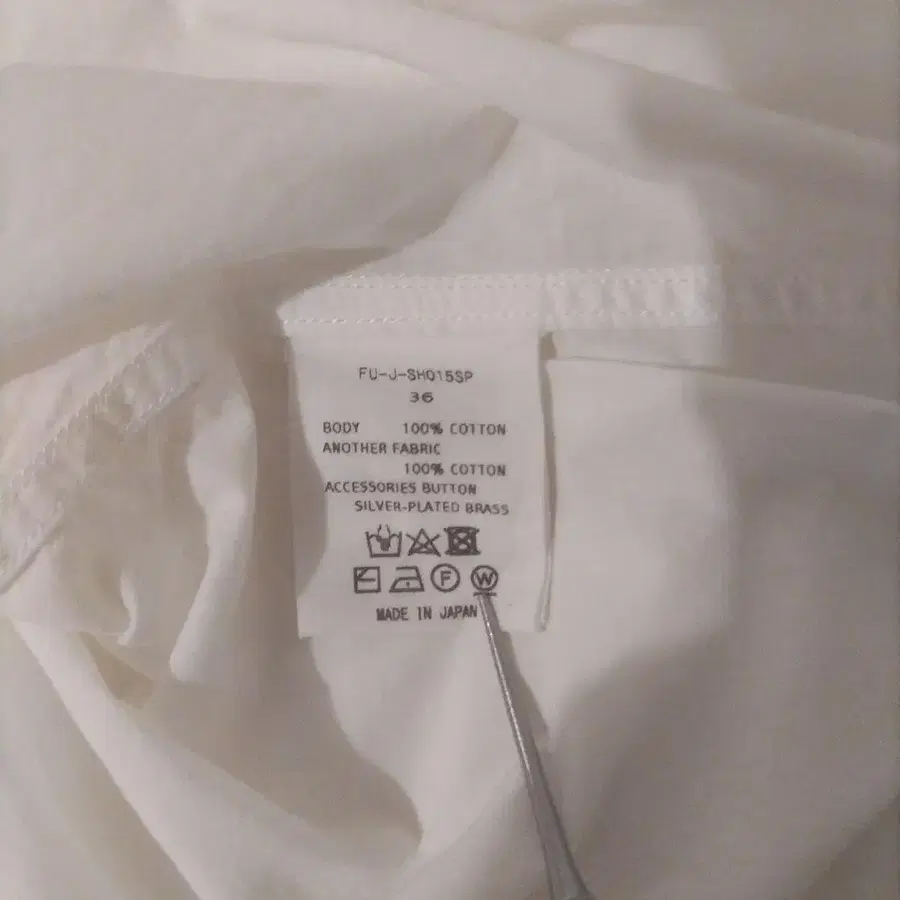 FU-J-SH015SP
36
BODY 100% COTTON
ANOTHER FABRIC
100% COTTON
ACCESSORIES BUTTON
SILVER-PLATED BRASS
F W
MADE IN JAPAN